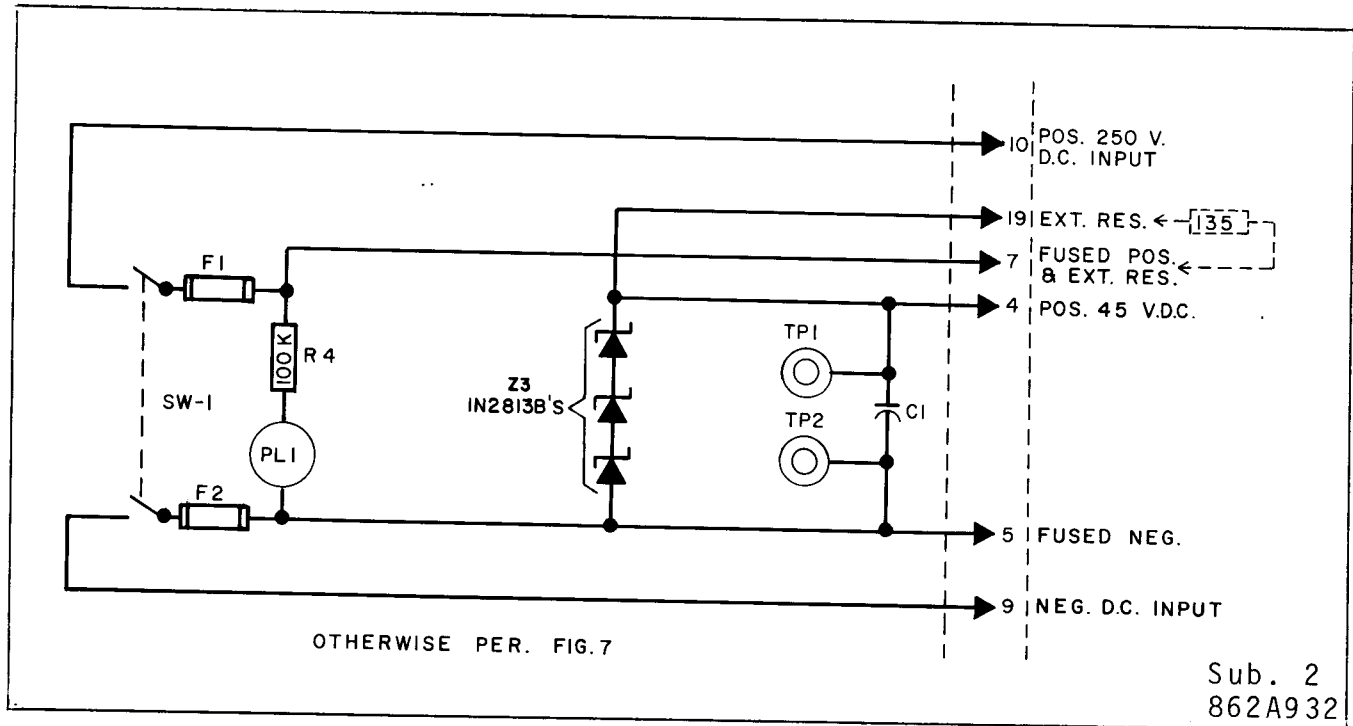 10 POS. 250 V.
D.C. INPUT
19 EXT. RES. 135
7 FUSED POS.
& EXT. RES.
4 POS. 45 V.D.C.
F1
100 K
R4
SW-1
PL1
F2
Z3
IN2813B'S
TP1
TP2
C1
5 FUSED NEG.
9 NEG. D.C. INPUT
OTHERWISE PER. FIG. 7
Sub. 2
862A932